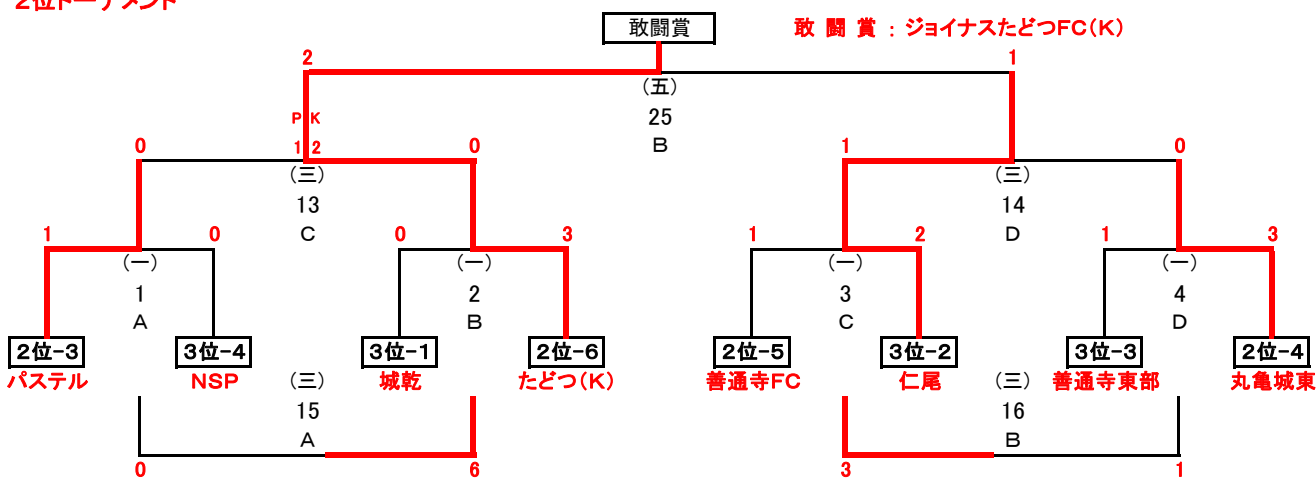 2位トーナメント
敢闘賞
敢 闘 賞 : ジョイナスたどつFC(K)
2
1
(五)
25
B
P K
1 2
0
0
1
0
(三)
13
C
(三)
14
D
1
0
0
3
1
2
1
3
(一)
1
A
(一)
2
B
(一)
3
C
(一)
4
D
2位-3
3位-4
3位-1
2位-6
2位-5
3位-2
3位-3
2位-4
パステル
NSP
城乾
たどつ(K)
善通寺FC
仁尾
善通寺東部
丸亀城東
(三)
15
A
(三)
16
B
0
6
3
1